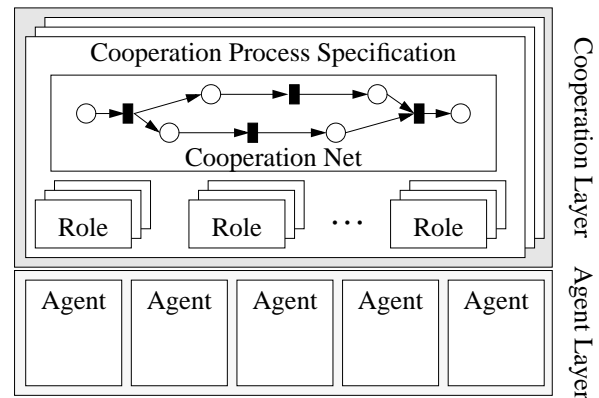 Cooperation Process Specification
Cooperation Net
Role Role ... Role
Cooperation Layer
Agent Agent Agent Agent Agent
Agent Layer